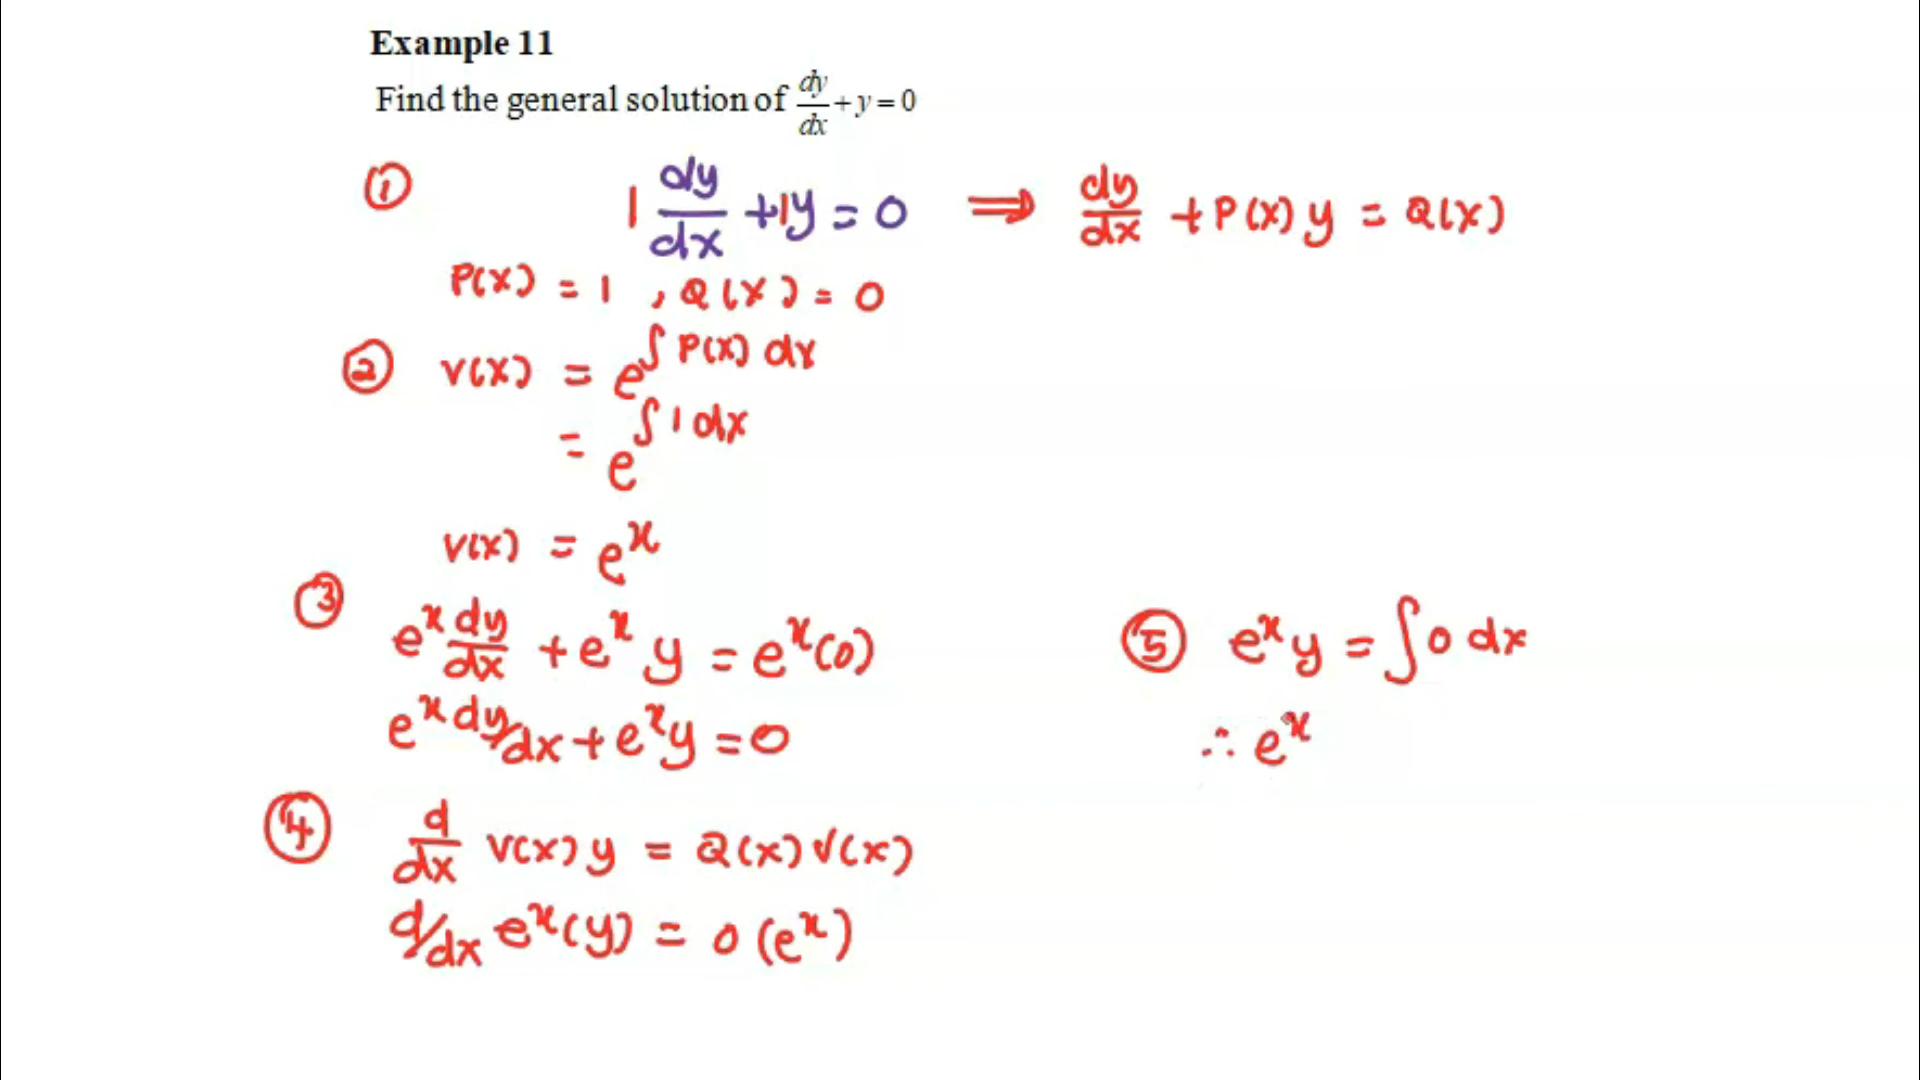 Example 11
Find the general solution of dy/dx + y = 0
① 1 dy/dx + 1y = 0 ⟹ dy/dx + P(x) y = Q(x)
P(x) = 1 , Q(x) = 0
② V(x) = e^∫ P(x) dx
= e^∫ 1 dx
V(x) = e^x
③ e^x dy/dx + e^x y = e^x (0)
e^x dy/dx + e^x y = 0
④ d/dx V(x) y = Q(x) V(x)
d/dx e^x (y) = 0 (e^x)
⑤ e^x y = ∫ 0 dx
∴ e^x